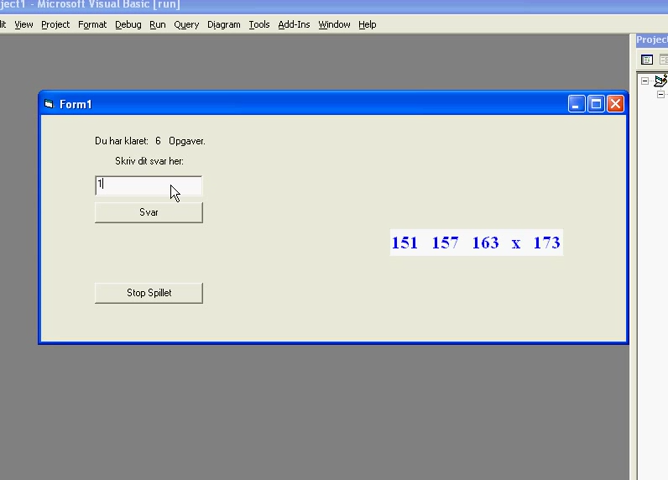 ject1 - Microsoft Visual Basic [run]
lit View Project Format Debug Run Query Diagram Tools Add-Ins Window Help
Project
Form1
Du har klaret: 6 Opgaver.
Skriv dit svar her:
1
Svar
151 157 163 x 173
Stop Spillet